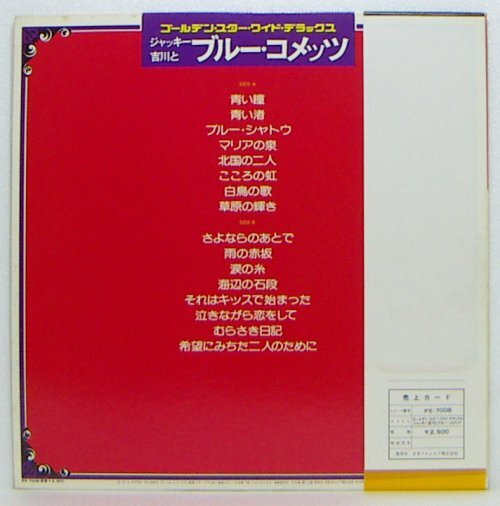 ゴールデン・スター・ワイド・デラックス
ジャッキー
吉川と
ブルー・コメッツ
SIDE・A
青い瞳
青い渚
ブルー・シャトウ
マリアの泉
北国の二人
こころの虹
白鳥の歌
草原の輝き
SIDE・B
さよならのあとで
雨の赤坂
涙の糸
海辺の石段
それはキッスで始まった
泣きながら恋をして
むらさき日記
希望にみちた二人のために
売上カード
PX-7008
¥2,500